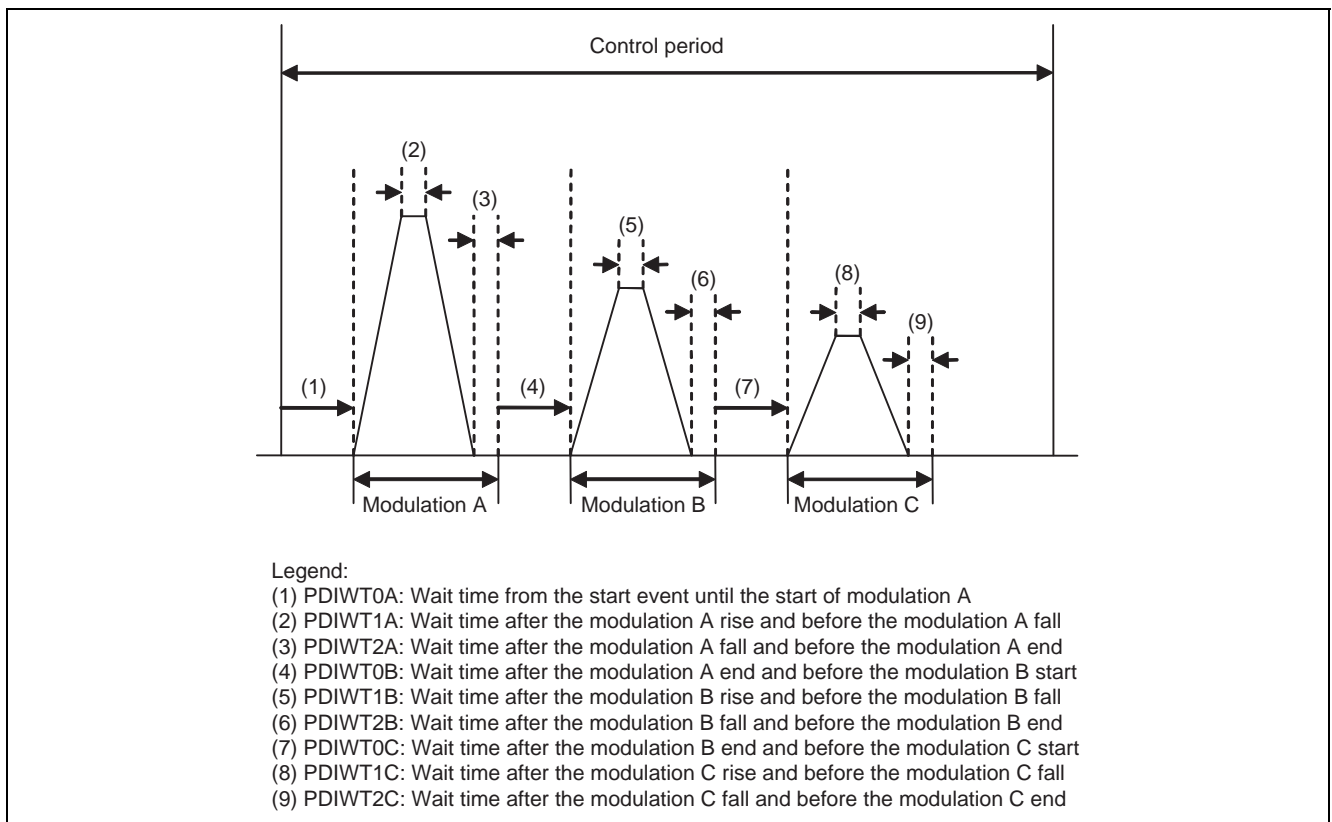 Control period
(2)
(3)
(5)
(6)
(8)
(9)
(1)
(4)
(7)
Modulation A
Modulation B
Modulation C
Legend:
(1) PDIWT0A: Wait time from the start event until the start of modulation A
(2) PDIWT1A: Wait time after the modulation A rise and before the modulation A fall
(3) PDIWT2A: Wait time after the modulation A fall and before the modulation A end
(4) PDIWT0B: Wait time after the modulation A end and before the modulation B start
(5) PDIWT1B: Wait time after the modulation B rise and before the modulation B fall
(6) PDIWT2B: Wait time after the modulation B fall and before the modulation B end
(7) PDIWT0C: Wait time after the modulation B end and before the modulation C start
(8) PDIWT1C: Wait time after the modulation C rise and before the modulation C fall
(9) PDIWT2C: Wait time after the modulation C fall and before the modulation C end